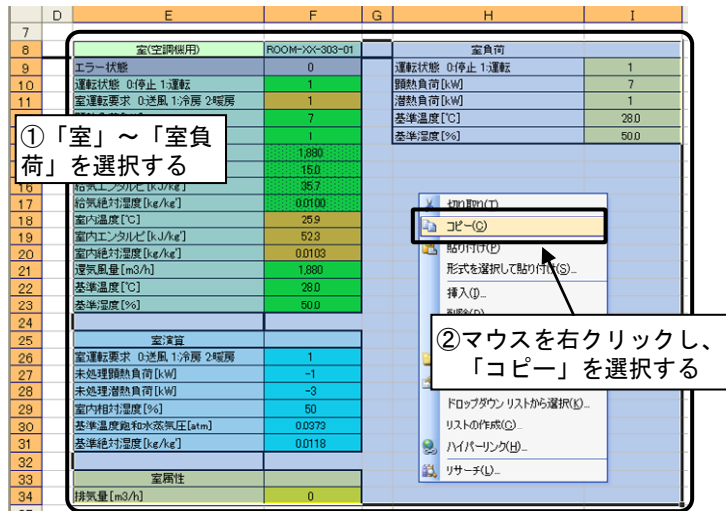 D E F G H I
7
8 室(空調機用) ROOM-XX-303-01 室負荷
9 エラー状態 0 運転状態 0:停止 1:運転 1
10 運転状態 0:停止 1:運転 1 顕熱負荷[kW] 7
11 室運転要求 0:送風 1:冷房 2:暖房 1 潜熱負荷[kW] 1
7 基準温度[℃] 28.0
1 基準湿度[%] 50.0
①「室」～「室負
荷」を選択する
1,880
15.0
16 給気エンタルピ[kJ/kg'] 35.7
17 給気絶対湿度[kg/kg'] 0.0100
18 室内温度[℃] 25.9
19 室内エンタルピ[kJ/kg'] 52.3
20 室内絶対湿度[kg/kg'] 0.0103
21 還気風量[m3/h] 1,880
22 基準温度[℃] 28.0
23 基準湿度[%] 50.0
24
25 室演算
26 室運転要求 0:送風 1:冷房 2:暖房 1
27 未処理顕熱負荷[kW] -1
28 未処理潜熱負荷[kW] -3
29 室内相対湿度[%] 50
30 基準温度飽和水蒸気圧[atm] 0.0373
31 基準絶対湿度[kg/kg'] 0.0118
32
33 室属性
34 排気量[m3/h] 0
切り取り(T)
コピー(C)
貼り付け(P)
形式を選択して貼り付け(S)...
挿入(I)...
②マウスを右クリックし、
「コピー」を選択する
ドロップダウン リストから選択(K)...
リストの作成(C)...
ハイパーリンク(H)...
リサーチ(L)...